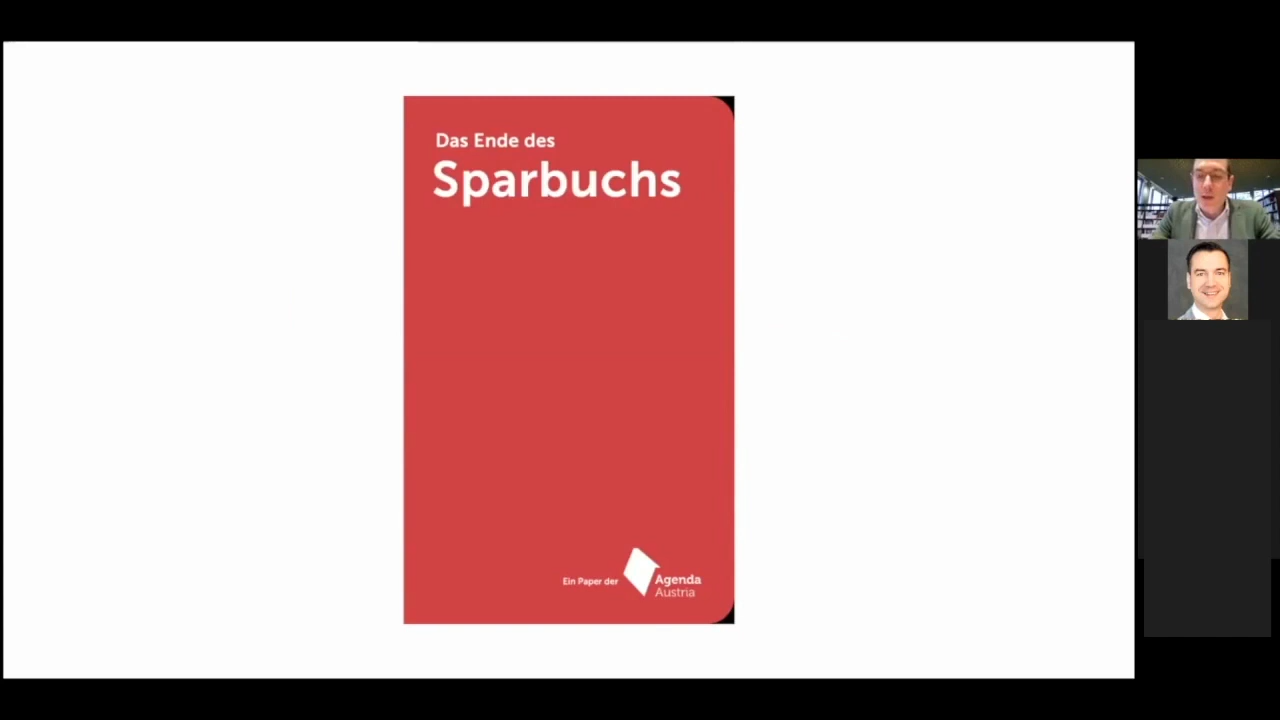 Das Ende des
Sparbuchs
Ein Paper der
Agenda
Austria